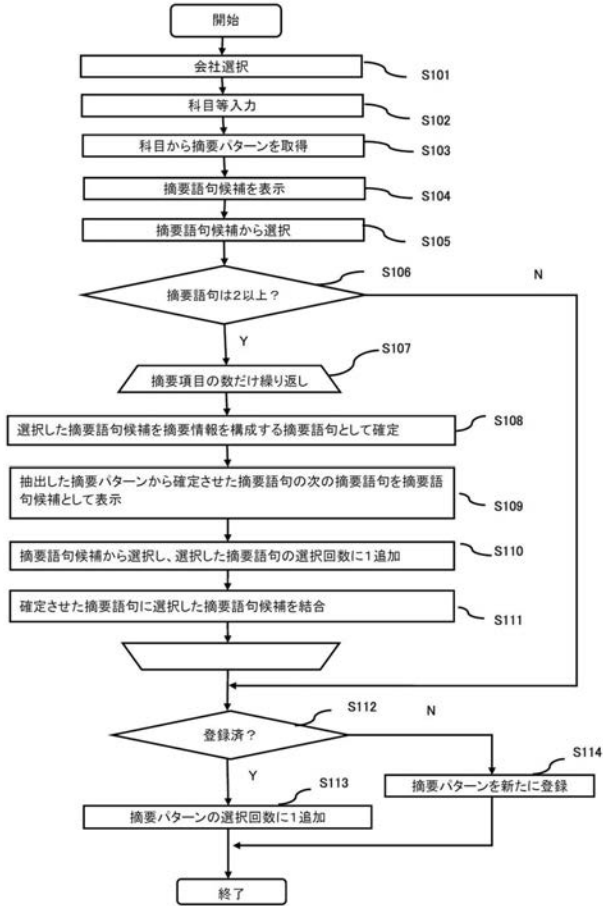 開始
会社選択
S101
科目等入力
S102
科目から摘要パターンを取得
S103
摘要語句候補を表示
S104
摘要語句候補から選択
S105
S106
摘要語句は2以上？
N
Y
S107
摘要項目の数だけ繰り返し
選択した摘要語句候補を摘要情報を構成する摘要語句として確定
S108
抽出した摘要パターンから確定させた摘要語句の次の摘要語句を摘要語
句候補として表示
S109
摘要語句候補から選択し、選択した摘要語句の選択回数に1追加
S110
確定させた摘要語句に選択した摘要語句候補を結合
S111
S112
登録済？
N
Y
S114
摘要パターンを新たに登録
S113
摘要パターンの選択回数に1追加
終了